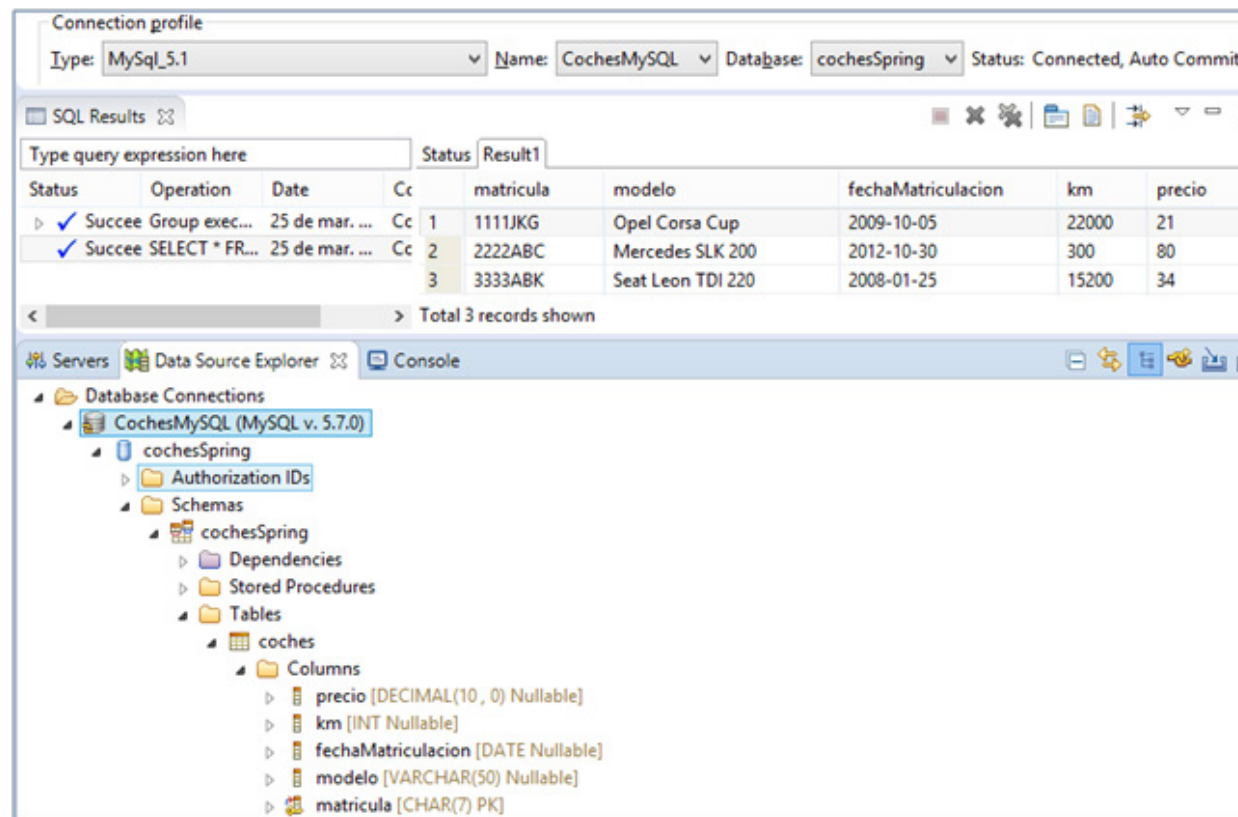 Connection profile
Type: MySql_5.1 Name: CochesMySQL Database: cochesSpring Status: Connected, Auto Commit
SQL Results
Type query expression here
Status Operation Date Cc
Succee Group exec... 25 de mar. ... Cc
Succee SELECT * FR... 25 de mar. ... Cc
Status Result1
matricula modelo fechaMatriculacion km precio
1 1111JKG Opel Corsa Cup 2009-10-05 22000 21
2 2222ABC Mercedes SLK 200 2012-10-30 300 80
3 3333ABK Seat Leon TDI 220 2008-01-25 15200 34
Total 3 records shown
Servers Data Source Explorer Console
Database Connections
CochesMySQL (MySQL v. 5.7.0)
cochesSpring
Authorization IDs
Schemas
cochesSpring
Dependencies
Stored Procedures
Tables
coches
Columns
precio [DECIMAL(10 , 0) Nullable]
km [INT Nullable]
fechaMatriculacion [DATE Nullable]
modelo [VARCHAR(50) Nullable]
matricula [CHAR(7) PK]